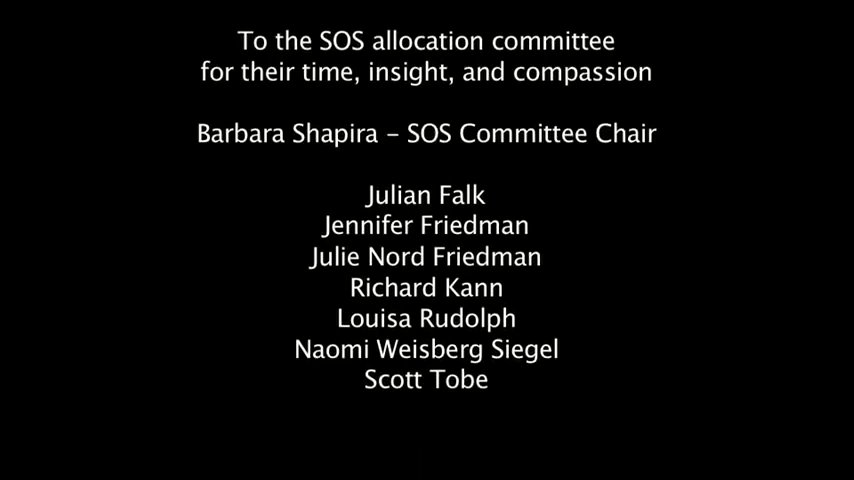 To the SOS allocation committee
for their time, insight, and compassion
Barbara Shapira – SOS Committee Chair
Julian Falk
Jennifer Friedman
Julie Nord Friedman
Richard Kann
Louisa Rudolph
Naomi Weisberg Siegel
Scott Tobe